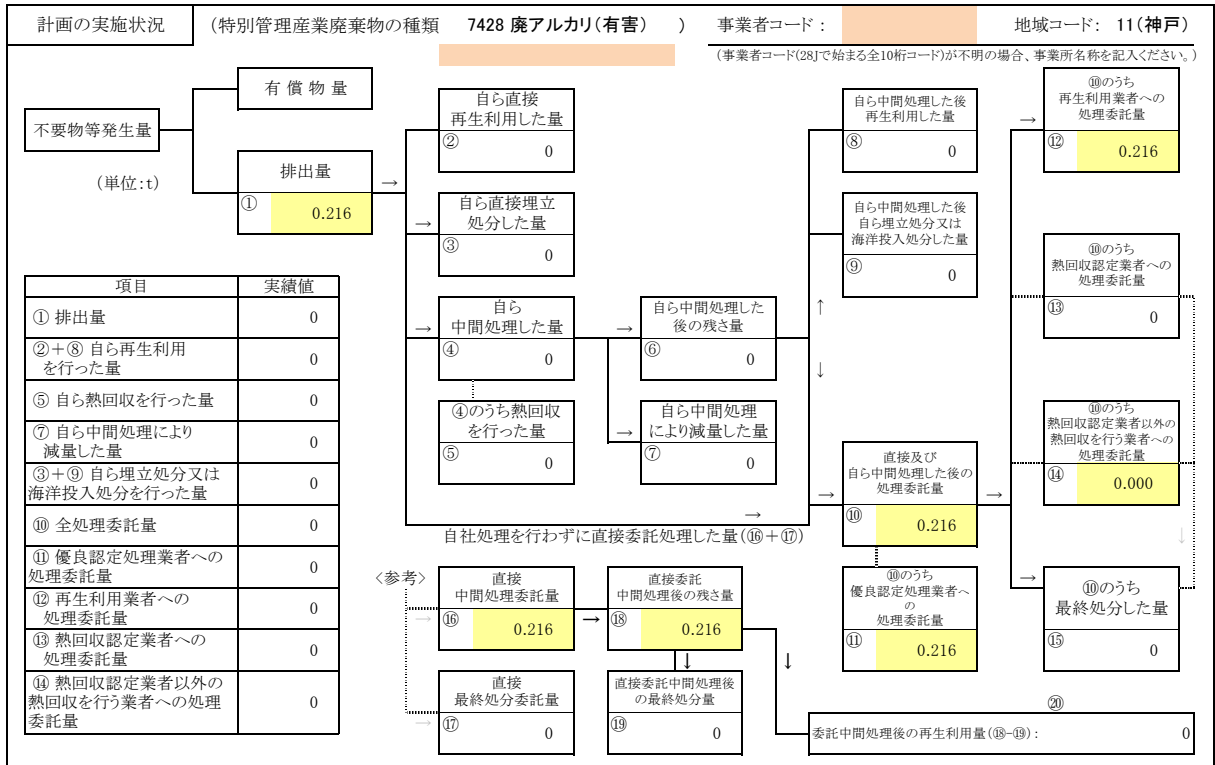 計画の実施状況
(特別管理産業廃棄物の種類 7428 廃アルカリ(有害) )
事業者コード:
地域コード: 11(神戸)
(事業者コード(28Jで始まる全10桁コード)が不明の場合、事業所名称を記入ください。)
不要物等発生量
(単位:t)
有償物量
排出量
①
0.216
→
自ら直接
再生利用した量
②
0
→
自ら直接埋立
処分した量
③
0
→
自ら
中間処理した量
④
0
④のうち熱回収
を行った量
⑤
0
→
自ら中間処理した
後の残さ量
⑥
0
→
自ら中間処理
により減量した量
⑦
0
自ら中間処理した後
再生利用した量
⑧
0
自ら中間処理した後
自ら埋立処分又は
海洋投入処分した量
⑨
0
↑
↓
→
自社処理を行わずに直接委託処理した量(⑯+⑰)
→
直接及び
自ら中間処理した後の
処理委託量
⑩
0.216
→
⑩のうち
優良認定処理業者へ
の
処理委託量
⑪
0.216
→
⑩のうち
再生利用業者への
処理委託量
⑫
0.216
⑩のうち
熱回収認定業者への
処理委託量
⑬
0
⑩のうち
熱回収認定業者以外の
熱回収を行う業者への
処理委託量
⑭
0.000
↓
→
⑩のうち
最終処分した量
⑮
0
<参考>
→
直接
中間処理委託量
⑯
0.216
→
直接委託
中間処理後の残さ量
⑱
0.216
↓
↓
→
直接
最終処分委託量
⑰
0
直接委託中間処理後
の最終処分量
⑲
0
⑳
委託中間処理後の再生利用量(⑱-⑲): 0
項目 実績値
① 排出量 0
②+⑧ 自ら再生利用
を行った量 0
⑤ 自ら熱回収を行った量 0
⑦ 自ら中間処理により
減量した量 0
③+⑨ 自ら埋立処分又は
海洋投入処分を行った量 0
⑩ 全処理委託量 0
⑪ 優良認定処理業者への
処理委託量 0
⑫ 再生利用業者への
処理委託量 0
⑬ 熱回収認定業者への
処理委託量 0
⑭ 熱回収認定業者以外の
熱回収を行う業者への処理
委託量 0